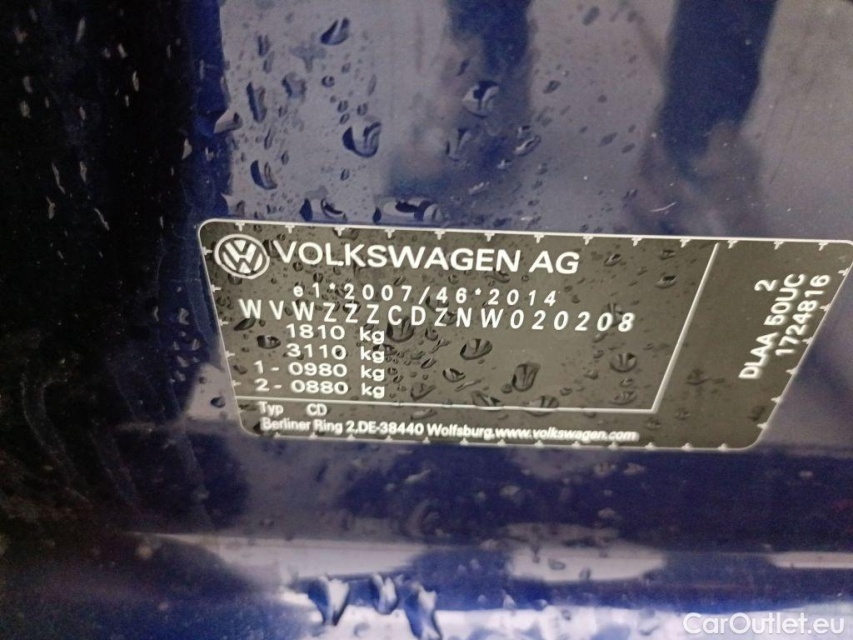 VOLKSWAGEN AG
e1*2007/46*2014
WVWZZZCDZNW020208
1810 kg
3110 kg
1 - 0980 kg
2 - 0880 kg
Typ CD
Berliner Ring 2,DE-38440 Wolfsburg,www.volkswagen.com
2
DLAA 50UC
1724816
CarOutlet.eu